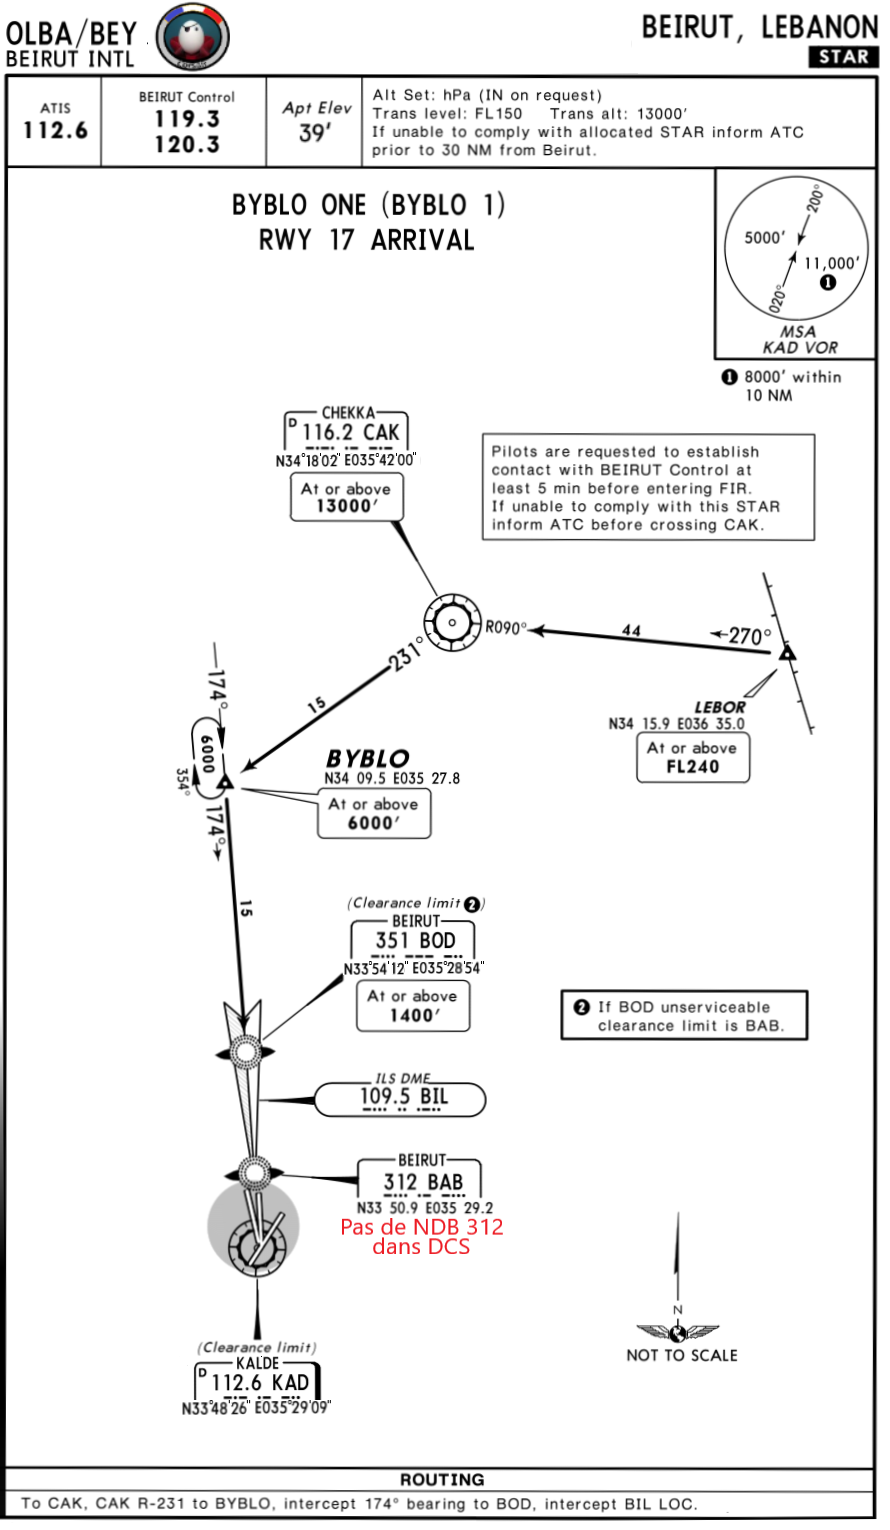 OLBA/BEY
BEIRUT INTL
BEIRUT, LEBANON
STAR
ATIS
112.6
BEIRUT Control
119.3
120.3
Apt Elev
39'
Alt Set: hPa (IN on request)
Trans level: FL150 Trans alt: 13000'
If unable to comply with allocated STAR inform ATC
prior to 30 NM from Beirut.
BYBLO ONE (BYBLO 1)
RWY 17 ARRIVAL
200°
5000'
11,000'
1
020°
MSA
KAD VOR
1 8000' within
10 NM
CHEKKA
D 116.2 CAK
N34°18'02" E035°42'00"
At or above
13000'
Pilots are requested to establish
contact with BEIRUT Control at
least 5 min before entering FIR.
If unable to comply with this STAR
inform ATC before crossing CAK.
R090°
44
270°
231°
15
LEBOR
N34 15.9 E036 35.0
At or above
FL240
174°
6000
354°
174°
BYBLO
N34 09.5 E035 27.8
At or above
6000'
15
(Clearance limit 2)
BEIRUT
351 BOD
N33°54'12" E035°28'54"
At or above
1400'
2 If BOD unserviceable
clearance limit is BAB.
ILS DME
109.5 BIL
BEIRUT
312 BAB
N33 50.9 E035 29.2
Pas de NDB 312
dans DCS
N
NOT TO SCALE
(Clearance limit)
KALDE
D 112.6 KAD
N33°48'26" E035°29'09"
ROUTING
To CAK, CAK R-231 to BYBLO, intercept 174° bearing to BOD, intercept BIL LOC.